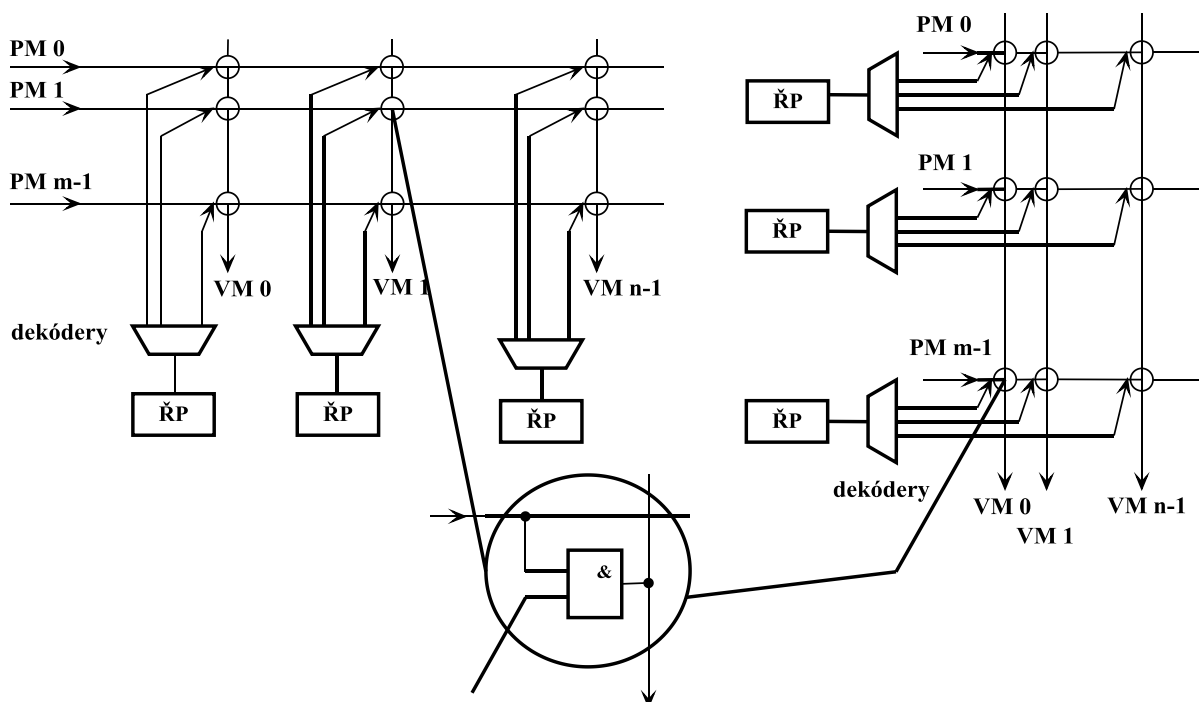 PM 0
PM 1
PM m-1
VM 0
VM 1
VM n-1
dekódery
ŘP
ŘP
ŘP
PM 0
ŘP
PM 1
ŘP
PM m-1
ŘP
dekódery
VM 0
VM 1
VM n-1
&